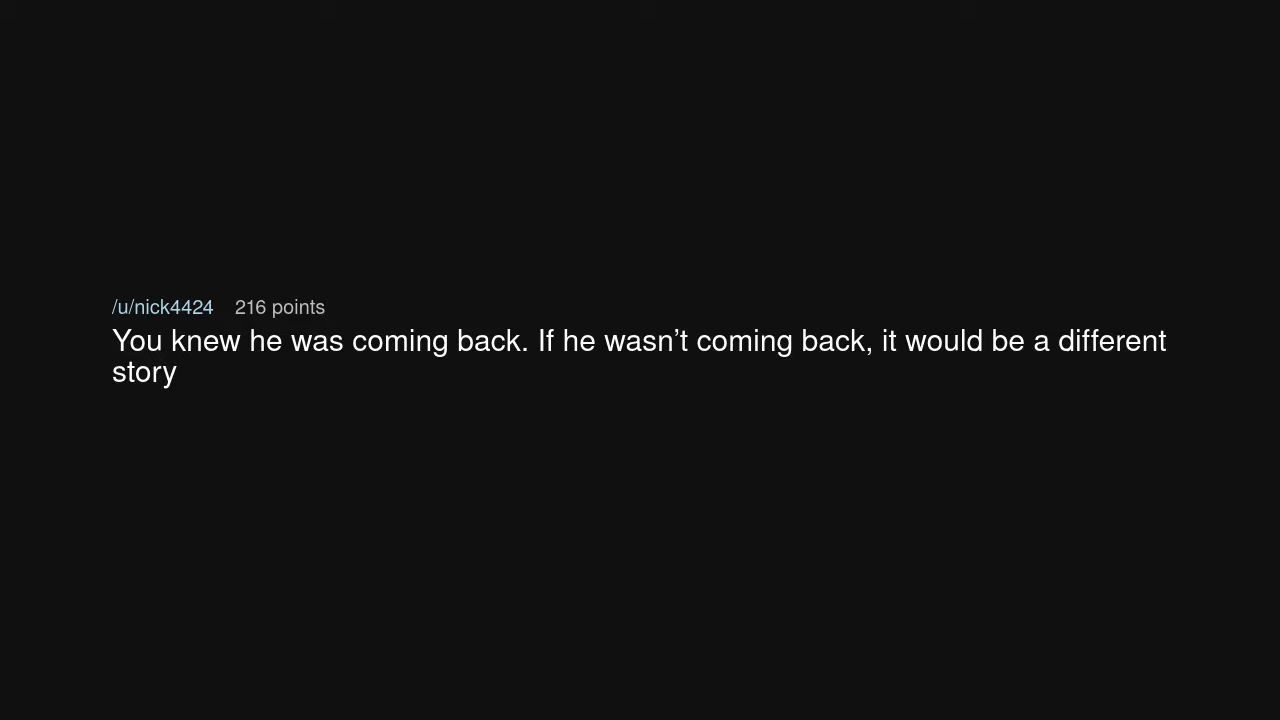 /u/nick4424 216 points
You knew he was coming back. If he wasn’t coming back, it would be a different
story